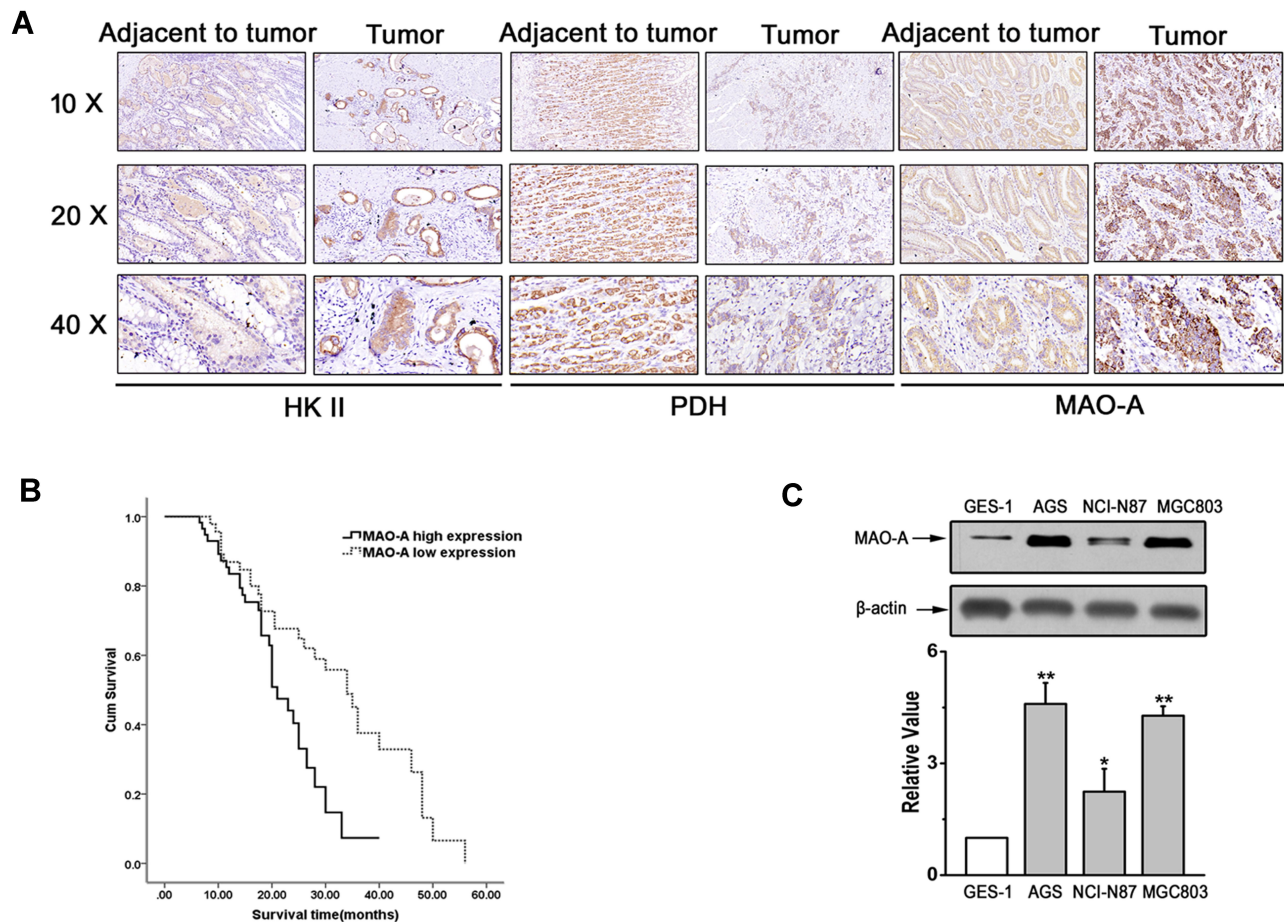 A
Adjacent to tumor Tumor Adjacent to tumor Tumor Adjacent to tumor Tumor
10 X
20 X
40 X
HK II PDH MAO-A
B
1.0
0.8
0.6
0.4
0.2
0.0
Cum Survival
MAO-A high expression
MAO-A low expression
.00 10.00 20.00 30.00 40.00 50.00 60.00
Survival time(months)
C
GES-1 AGS NCI-N87 MGC803
MAO-A
β-actin
6
3
0
Relative Value
** * **
GES-1 AGS NCI-N87 MGC803